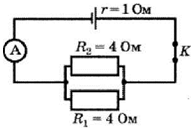 r = 1 Ом
A
R₂ = 4 Ом
K
R₁ = 4 Ом